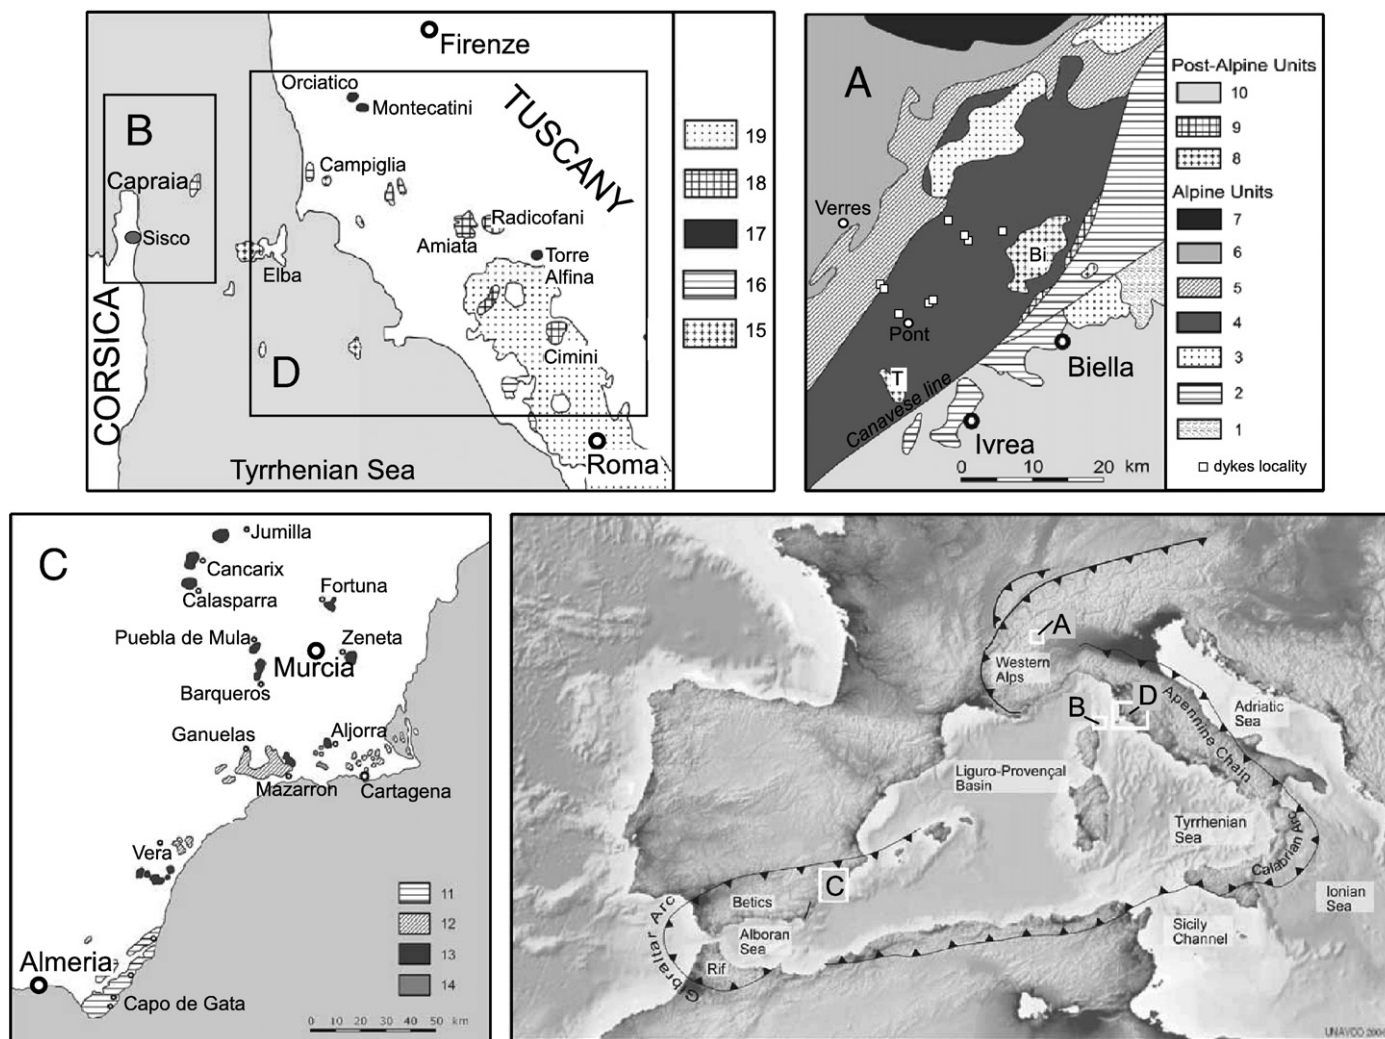 Firenze
Orciatico
Montecatini
TUSCANY
B
Campiglia
Capraia
Radicofani
Sisco
Amiata
Elba
Torre
Alfina
CORSICA
D
Cimini
Tyrrhenian Sea
Roma
19
18
17
16
15
A
Verres
Bi
Pont
T
Canavese line
Biella
Ivrea
0 10 20 km
Post-Alpine Units
10
9
8
Alpine Units
7
6
5
4
3
2
1
dykes locality
C
Jumilla
Cancarix
Calasparra
Fortuna
Puebla de Mula
Zeneta
Murcia
Barqueros
Ganuelas
Aljorra
Mazarron
Cartagena
Vera
Almeria
Capo de Gata
11
12
13
14
0 10 20 30 40 50 km
A
Western
Alps
B
D
Apennine Chain
Adriatic
Sea
Liguro-Provençal
Basin
Tyrrhenian
Sea
Calabrian Arc
Ionian
Sea
C
Betics
Gibraltar Arc
Alboran
Sea
Rif
Sicily
Channel